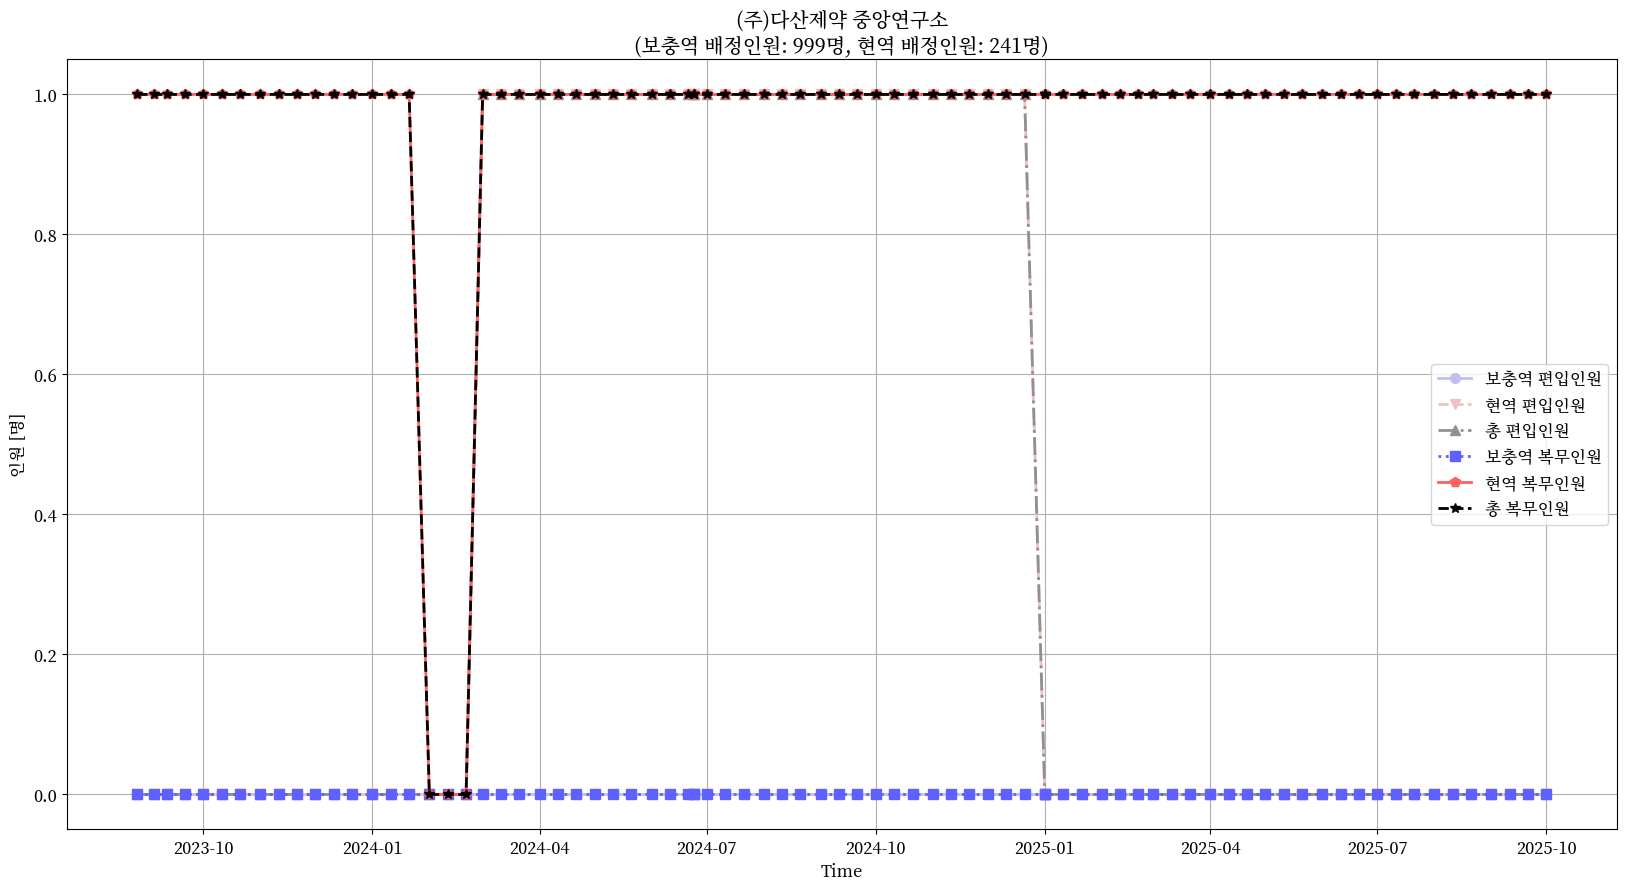 (주)다산제약 중앙연구소
(보충역 배정인원: 999명, 현역 배정인원: 241명)
인원 [명]
1.0
0.8
0.6
0.4
0.2
0.0
보충역 편입인원
현역 편입인원
총 편입인원
보충역 복무인원
현역 복무인원
총 복무인원
2023-10
2024-01
2024-04
2024-07
2024-10
2025-01
2025-04
2025-07
2025-10
Time